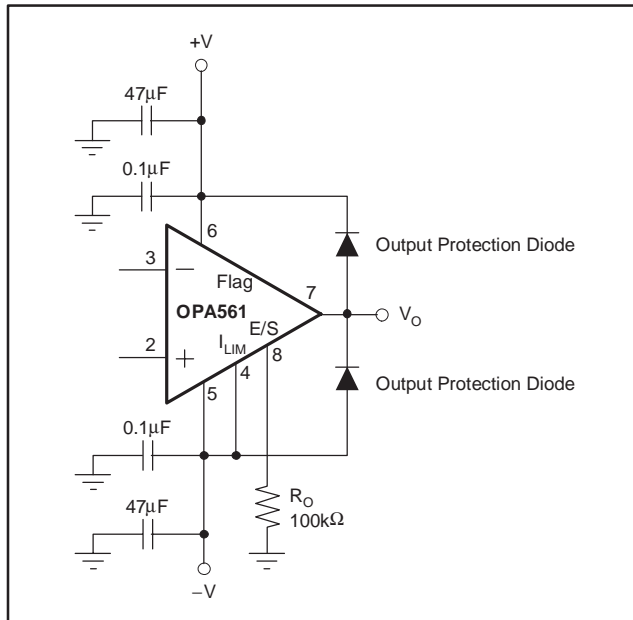 +V
47μF
0.1μF
6
Output Protection Diode
3
−
Flag
7
OPA561
V_O
E/S
I_LIM
8
2
+
4
Output Protection Diode
5
0.1μF
R_O
100kΩ
47μF
−V